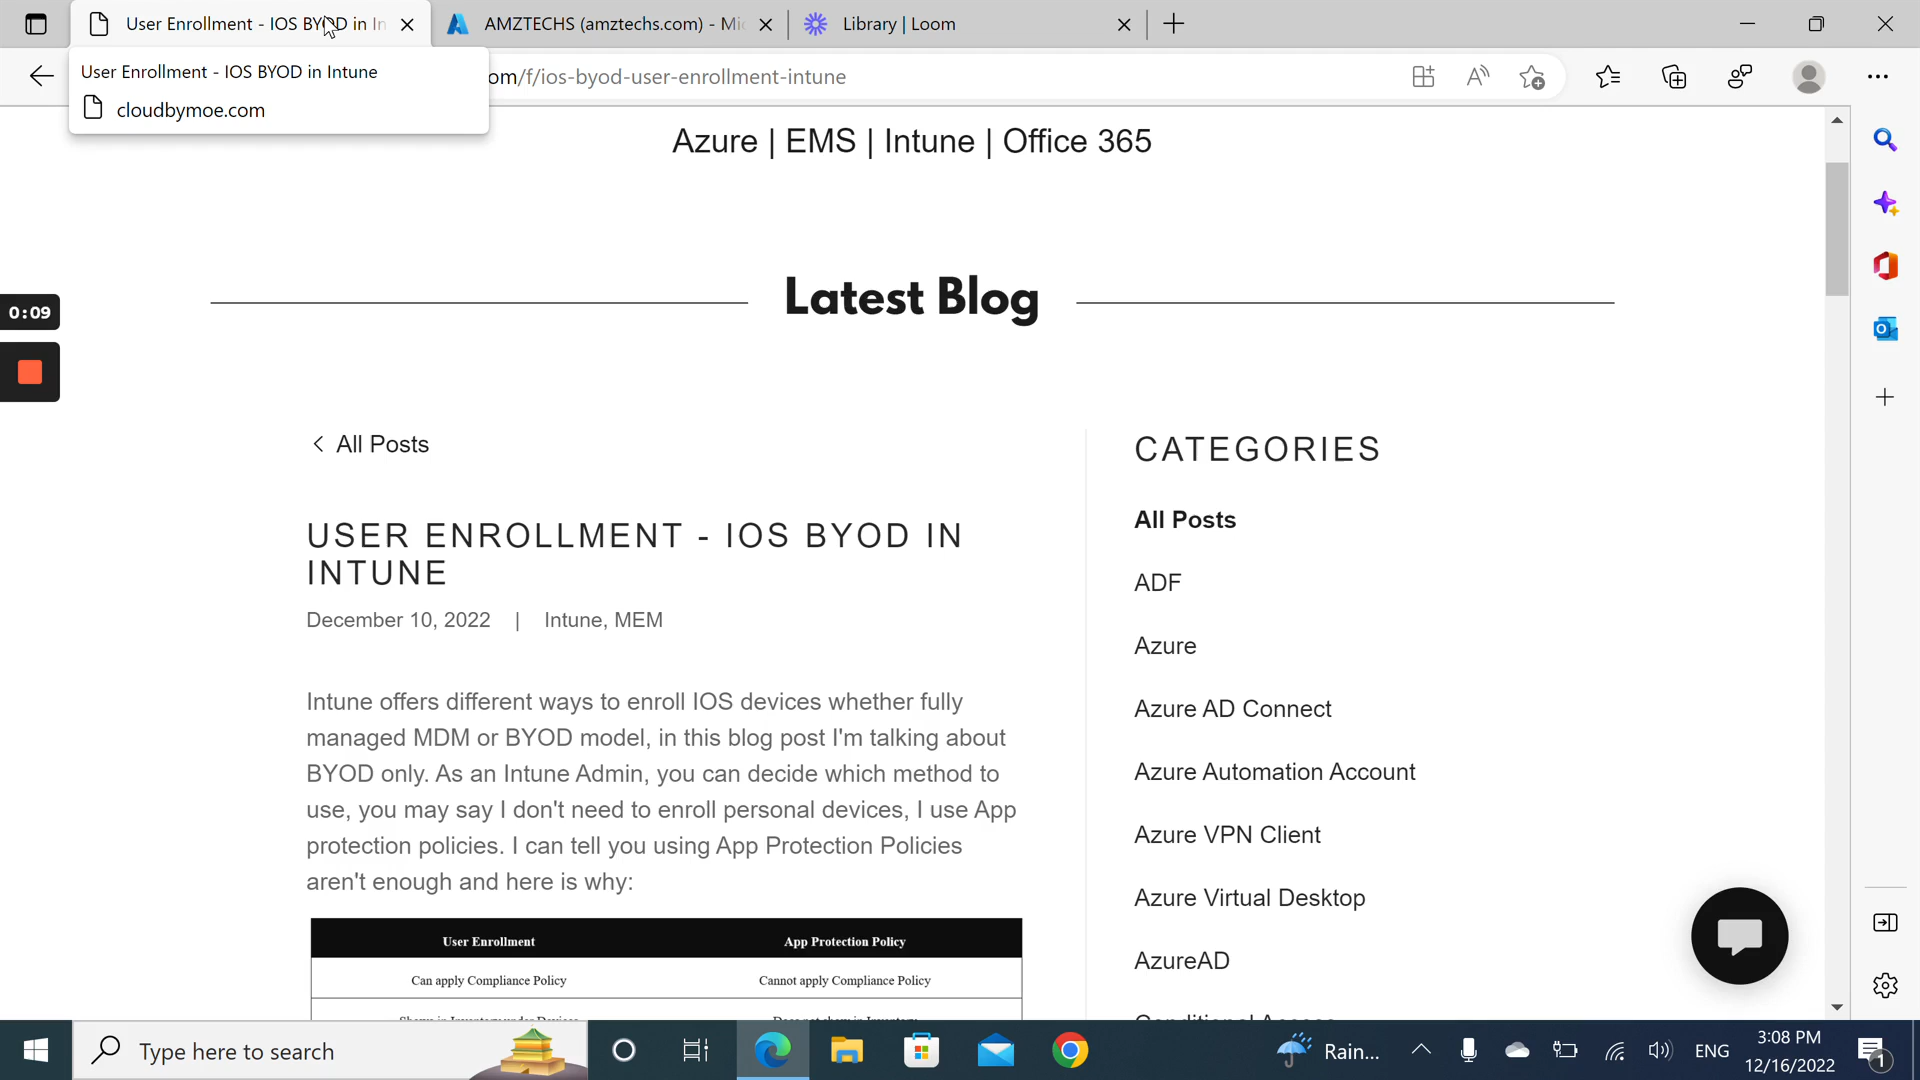 User Enrollment - IOS BYOD in In
AMZTECHS (amztechs.com) - Mic
Library | Loom
User Enrollment - IOS BYOD in Intune
cloudbymoe.com
om/f/ios-byod-user-enrollment-intune
Azure | EMS | Intune | Office 365
0:09
Latest Blog
All Posts
USER ENROLLMENT - IOS BYOD IN
INTUNE
December 10, 2022 | Intune, MEM
Intune offers different ways to enroll IOS devices whether fully
managed MDM or BYOD model, in this blog post I'm talking about
BYOD only. As an Intune Admin, you can decide which method to
use, you may say I don't need to enroll personal devices, I use App
protection policies. I can tell you using App Protection Policies
aren't enough and here is why:
User Enrollment App Protection Policy
Can apply Compliance Policy Cannot apply Compliance Policy
CATEGORIES
All Posts
ADF
Azure
Azure AD Connect
Azure Automation Account
Azure VPN Client
Azure Virtual Desktop
AzureAD
Type here to search
Rain...
ENG
3:08 PM
12/16/2022
1